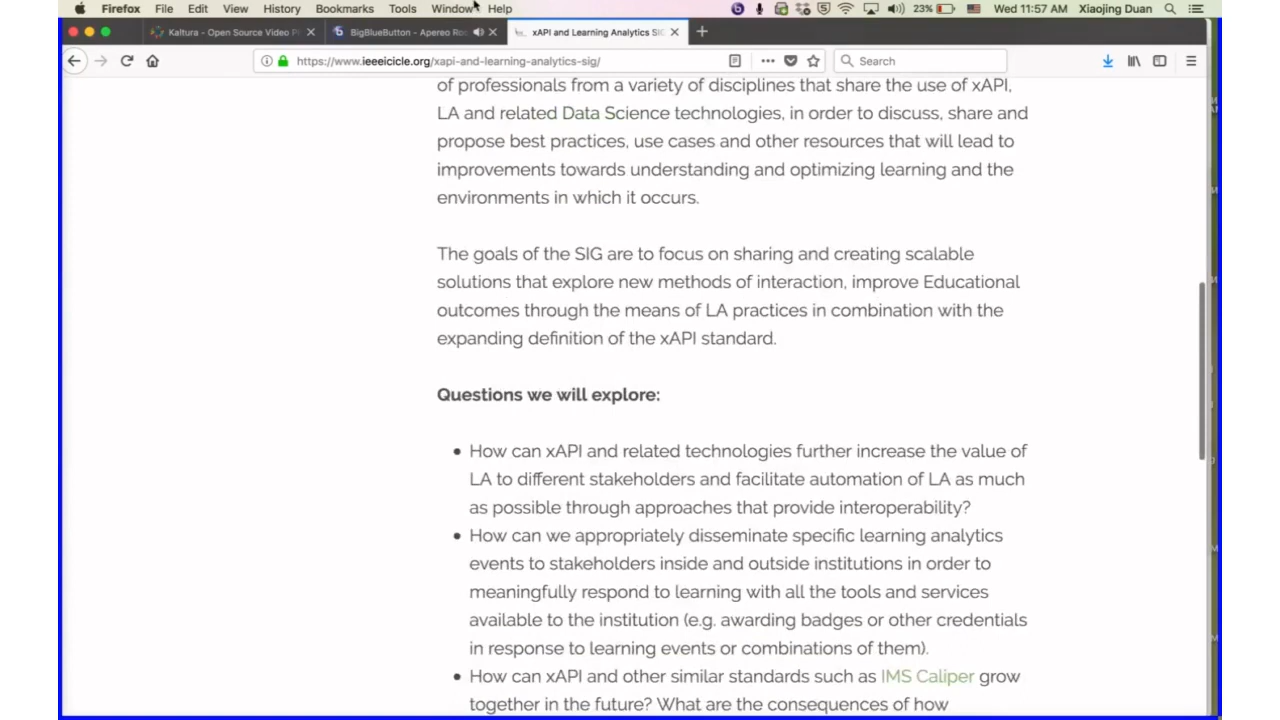 Firefox File Edit View History Bookmarks Tools Window Help 23% Wed 11:57 AM Xiaojing Duan
Kaltura - Open Source Video BigBlueButton - Apereo xAPI and Learning Analytics SIG
https://www.ieeeicicle.org/xapi-and-learning-analytics-sig/ Search
of professionals from a variety of disciplines that share the use of xAPI,
LA and related Data Science technologies, in order to discuss, share and
propose best practices, use cases and other resources that will lead to
improvements towards understanding and optimizing learning and the
environments in which it occurs.
The goals of the SIG are to focus on sharing and creating scalable
solutions that explore new methods of interaction, improve Educational
outcomes through the means of LA practices in combination with the
expanding definition of the xAPI standard.
Questions we will explore:
• How can xAPI and related technologies further increase the value of
LA to different stakeholders and facilitate automation of LA as much
as possible through approaches that provide interoperability?
• How can we appropriately disseminate specific learning analytics
events to stakeholders inside and outside institutions in order to
meaningfully respond to learning with all the tools and services
available to the institution (e.g. awarding badges or other credentials
in response to learning events or combinations of them).
• How can xAPI and other similar standards such as IMS Caliper grow
together in the future? What are the consequences of how